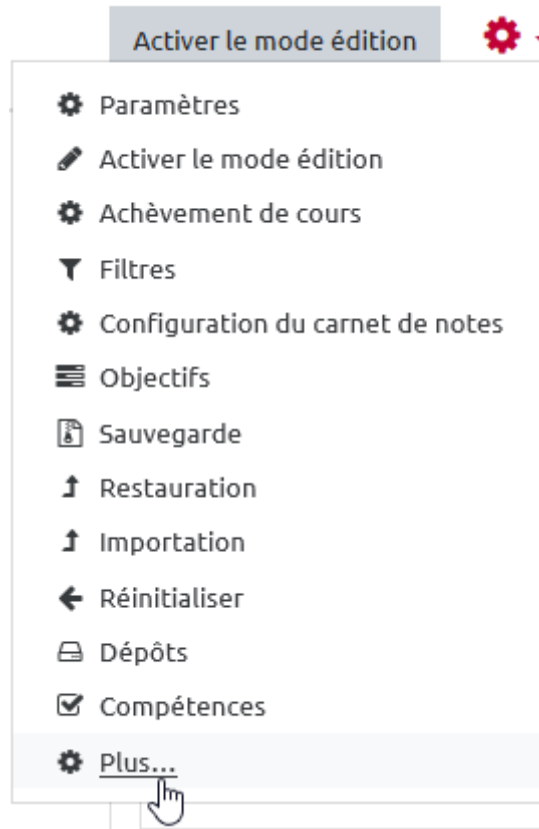 Activer le mode édition
Paramètres
Activer le mode édition
Achèvement de cours
Filtres
Configuration du carnet de notes
Objectifs
Sauvegarde
Restauration
Importation
Réinitialiser
Dépôts
Compétences
Plus...